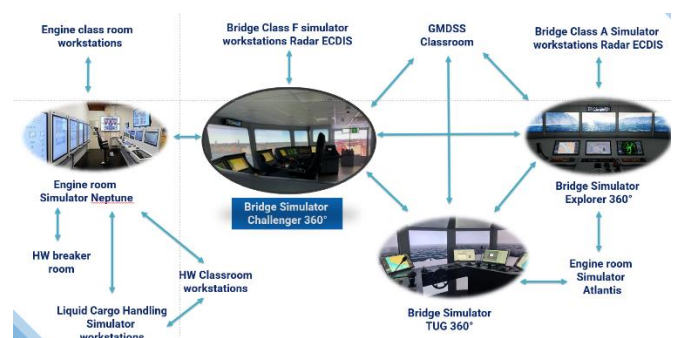 Engine class room
workstations
Bridge Class F simulator
workstations Radar ECDIS
GMDSS
Classroom
Bridge Class A Simulator
workstations Radar ECDIS
Engine room
Simulator Neptune
Bridge Simulator
Challenger 360°
Bridge Simulator
Explorer 360°
HW breaker
room
HW Classroom
workstations
Engine room
Simulator
Atlantis
Liquid Cargo Handling
Simulator
workstations
Bridge Simulator
TUG 360°